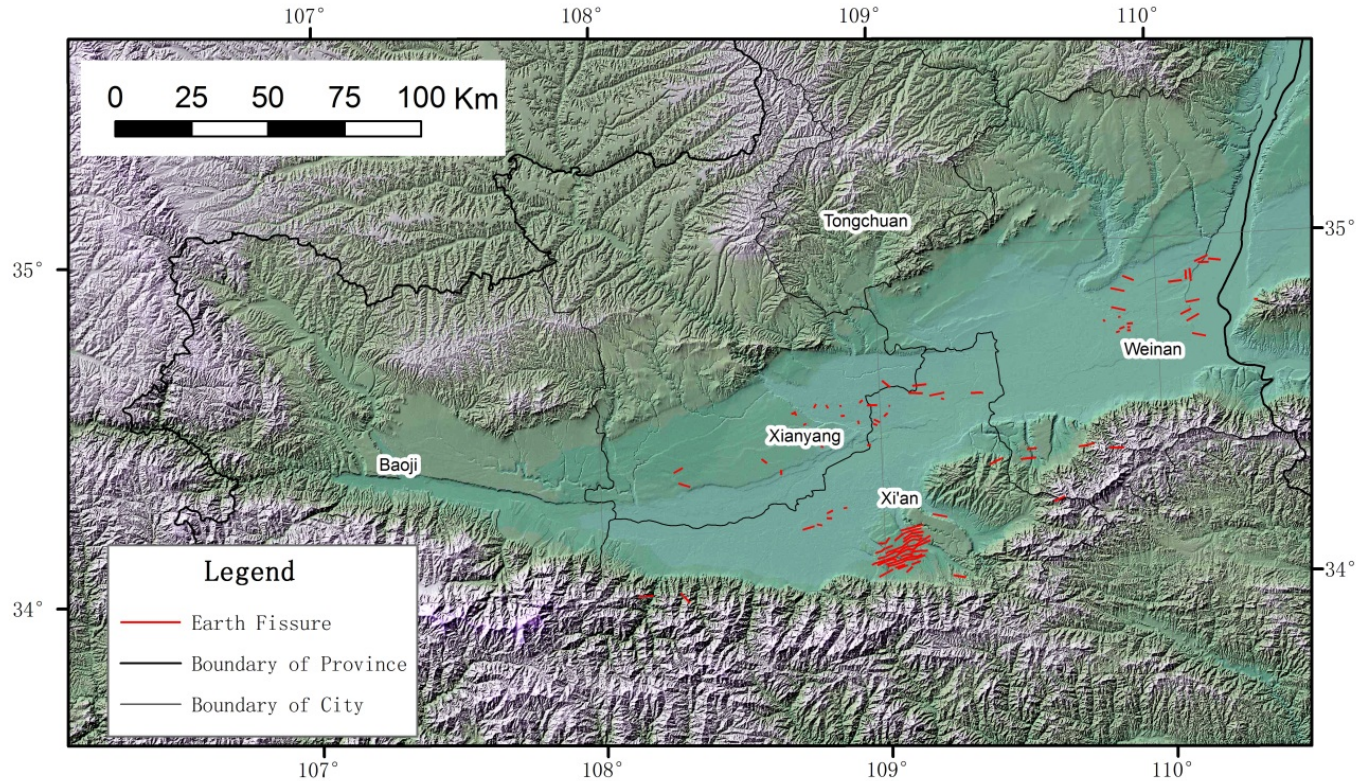 107° 108° 109° 110°
0 25 50 75 100 Km
Tongchuan
35° 35°
Weinan
Xianyang
Baoji
Xi'an
Legend
34°
Earth Fissure
34°
Boundary of Province
Boundary of City
107° 108° 109° 110°